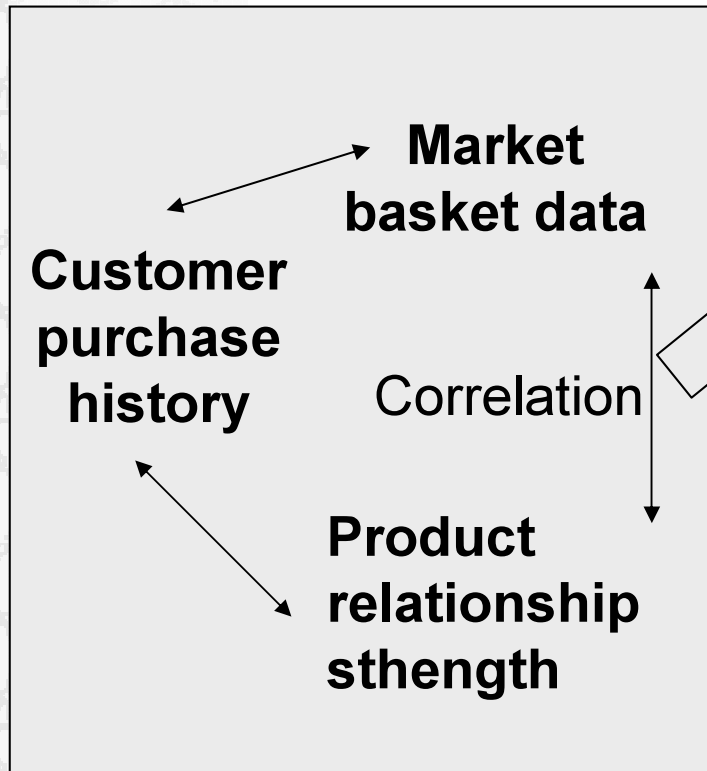 Market
basket data
Customer
purchase
history
Correlation
Product
relationship
sthength